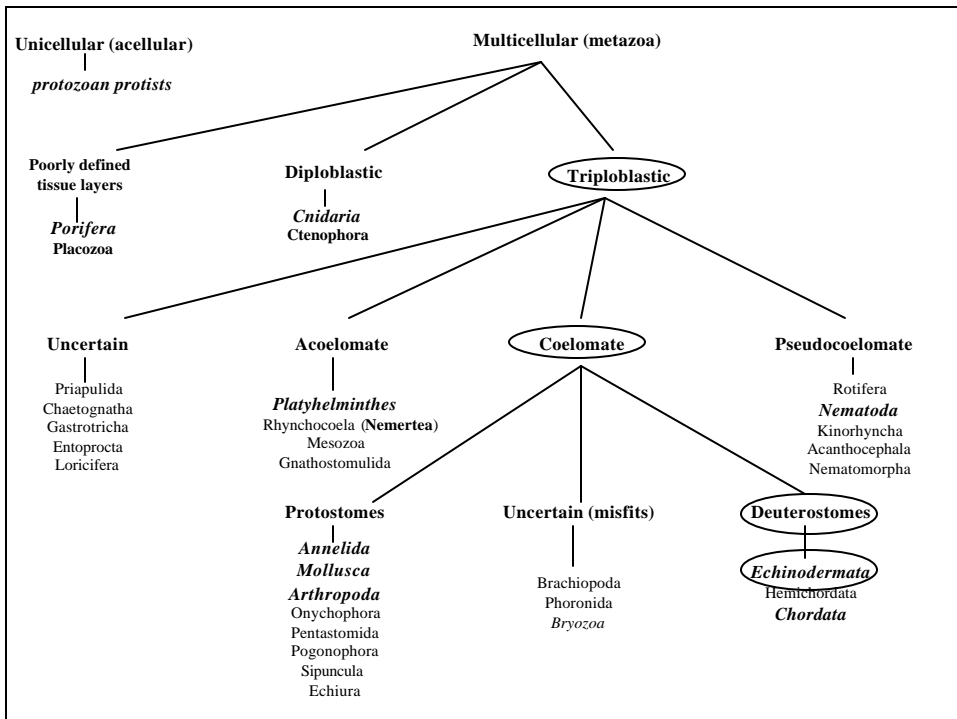 Unicellular (acellular)
protozoan protists
Multicellular (metazoa)
Poorly defined
tissue layers
Porifera
Placozoa
Diploblastic
Cnidaria
Ctenophora
Triploblastic
Uncertain
Priapulida
Chaetognatha
Gastrotricha
Entoprocta
Loricifera
Acoelomate
Platyhelminthes
Rhynchocoela (Nemertea)
Mesozoa
Gnathostomulida
Coelomate
Pseudocoelomate
Rotifera
Nematoda
Kinorhyncha
Acanthocephala
Nematomorpha
Protostomes
Annelida
Mollusca
Arthropoda
Onychophora
Pentastomida
Pogonophora
Sipuncula
Echiura
Uncertain (misfits)
Brachiopoda
Phoronida
Bryozoa
Deuterostomes
Echinodermata
Hemichordata
Chordata